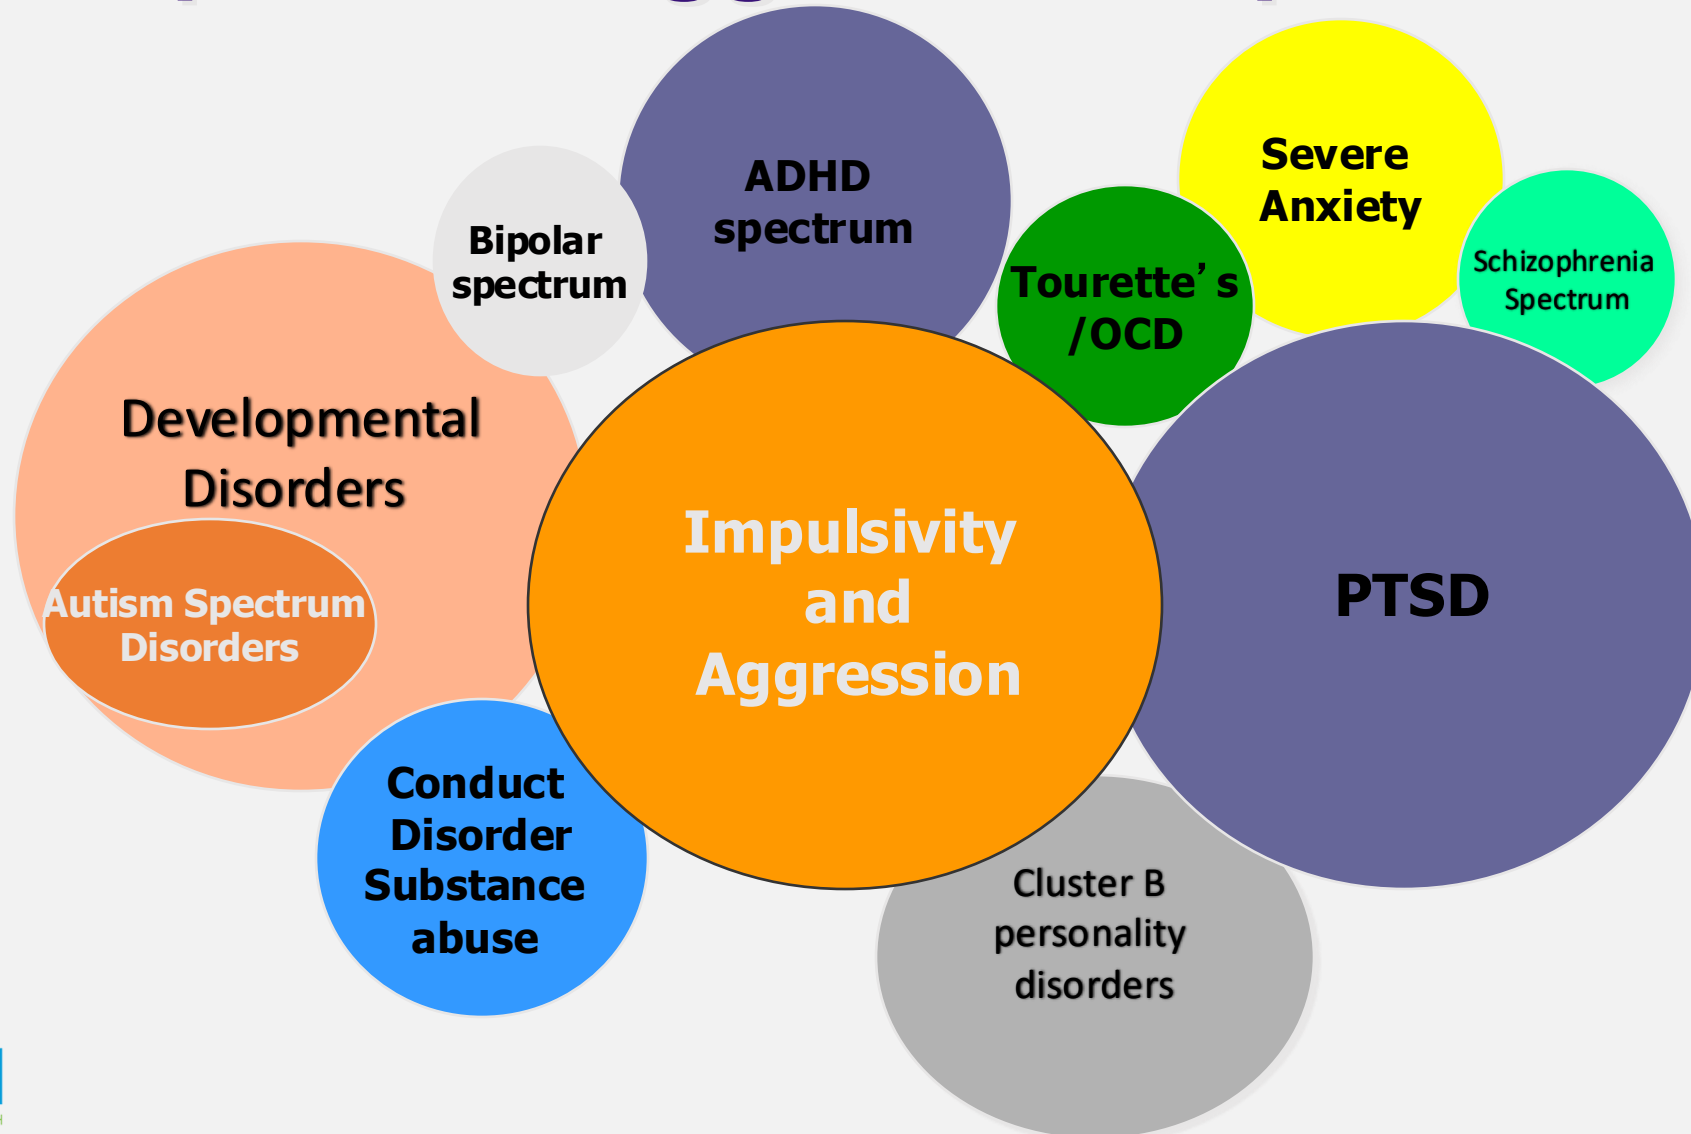 ADHD
spectrum
Severe
Anxiety
Bipolar
spectrum
Tourette’s
/OCD
Schizophrenia
Spectrum
Developmental
Disorders
Autism Spectrum
Disorders
Impulsivity
and
Aggression
PTSD
Conduct
Disorder
Substance
abuse
Cluster B
personality
disorders